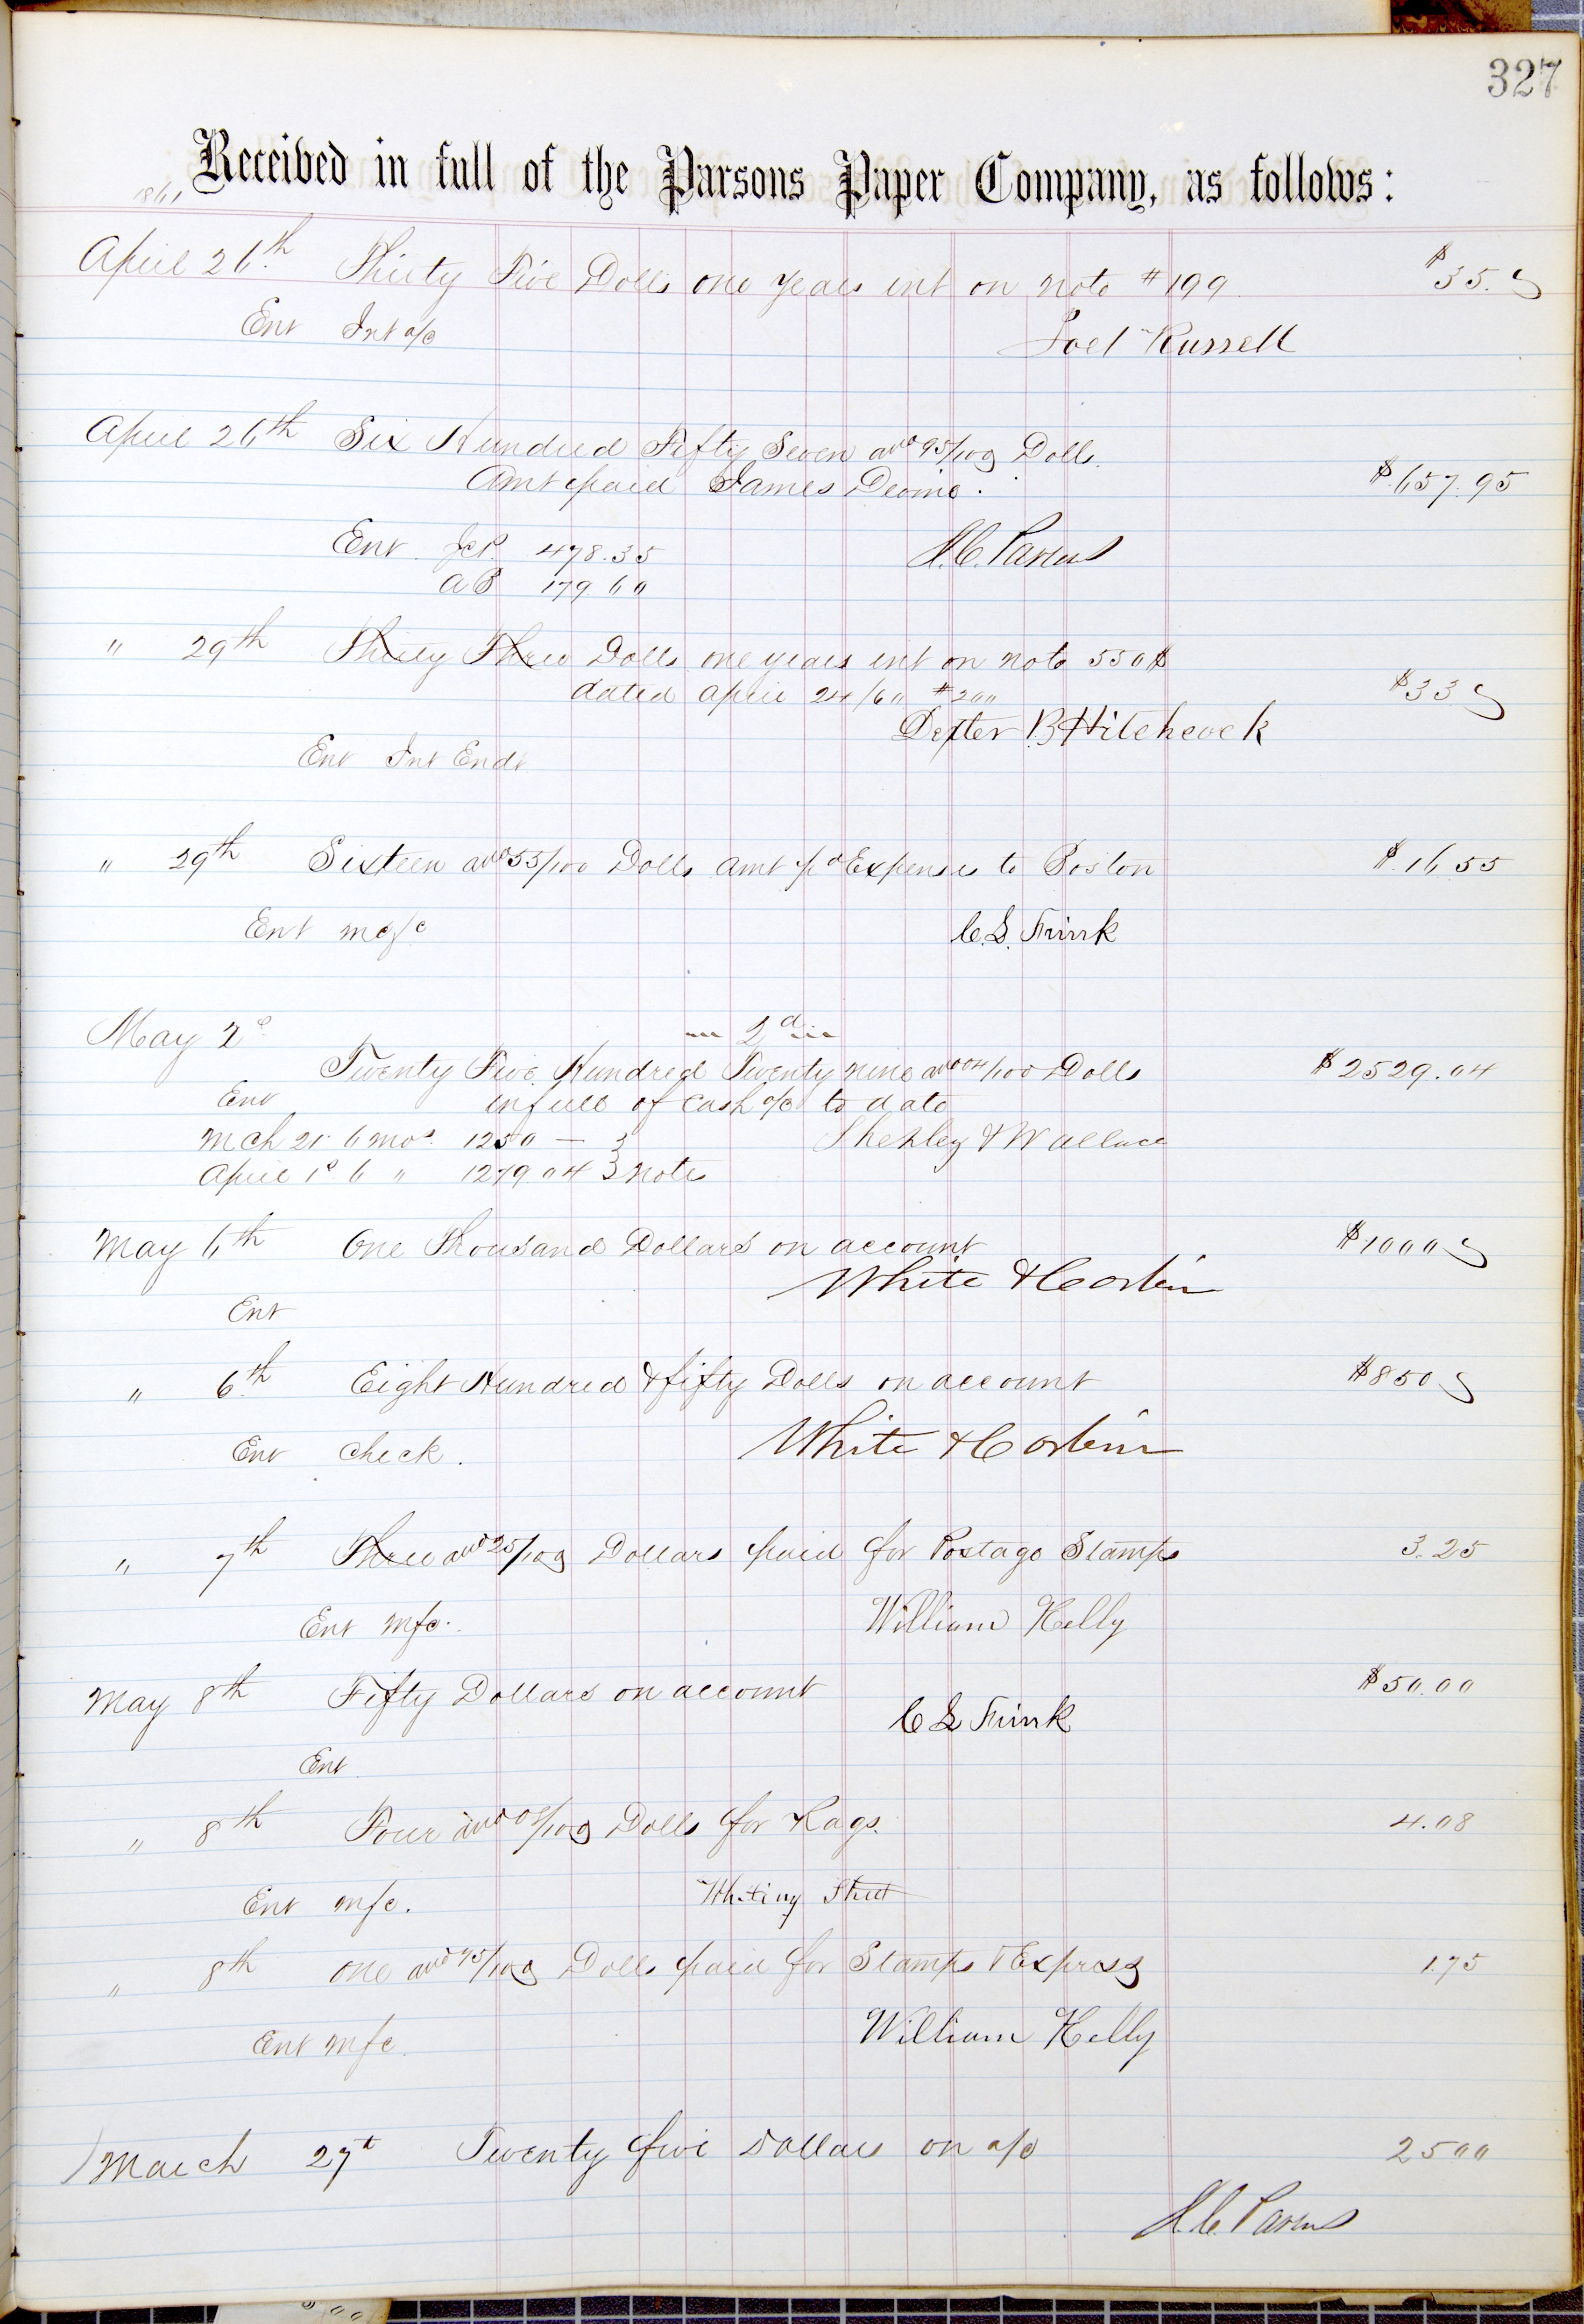 327
Received in full of the Parsons Paper Company, as follows:
1861
April 26th Thirty Five Dolls one years int on note #199 $35.
Ent Int a/c Joel Russell
April 26th Six Hundred Fifty Seven and 95/100 Dolls.
Amt paid James $657.95
Ent 478.35 J.C. Parsons
179 60
" 29th Thirty Three Dolls one years int on note 550$
dated April 24/60 #200 $33
Dexter B Hitchcock
Ent Int Endt
" 29th Sixteen and 55/100 Dolls amt pd Expenses to Boston $16 55
Ent C.S. Frink
May 2d 2d
Twenty Five Hundred Twenty nine and 04/100 Dolls $2529.04
Ent in full of Cash a/c to date
Mch 21 6 mos 1250 — Shehley & Wallace
April 1st 6 " 1279 04 note
May 6th One Thousand Dollars on account $1000
White & Corbin
Ent
" 6th Eight Hundred & fifty Dolls on account $850
Ent Check. White & Corbin
" 7th Three and 25/100 Dollars paid for Postage Stamps 3.25
Ent Mfc. William Kelly
May 8th Fifty Dollars on account $50.00
C S Frink
Ent
" 8th Four and 08/100 Dolls for Rags. 4.08
Ent Mfc. Whiting Street
" 8th One and 75/100 Dolls paid for Stamps & Express 1.75
Ent Mfc William Kelly
March 27t Twenty five Dollars on a/c 25 00
J.C. Parsons